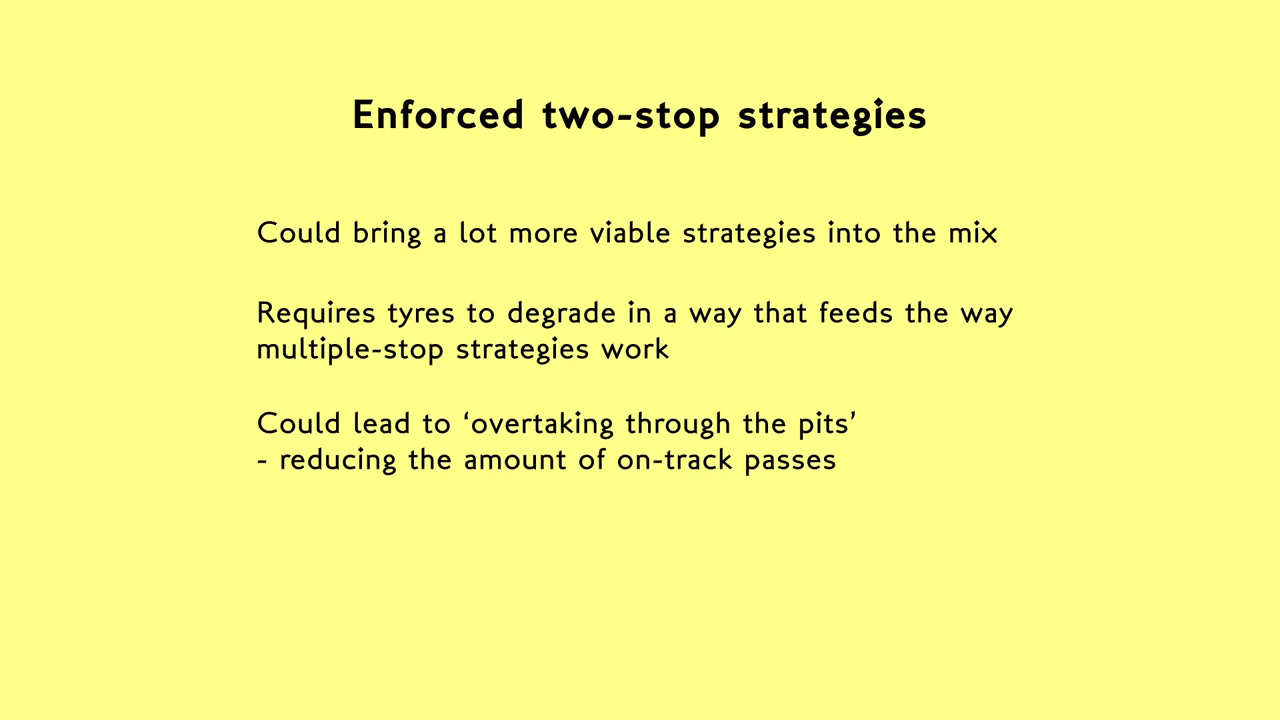 Enforced two-stop strategies
Could bring a lot more viable strategies into the mix
Requires tyres to degrade in a way that feeds the way
multiple-stop strategies work
Could lead to ‘overtaking through the pits’
- reducing the amount of on-track passes